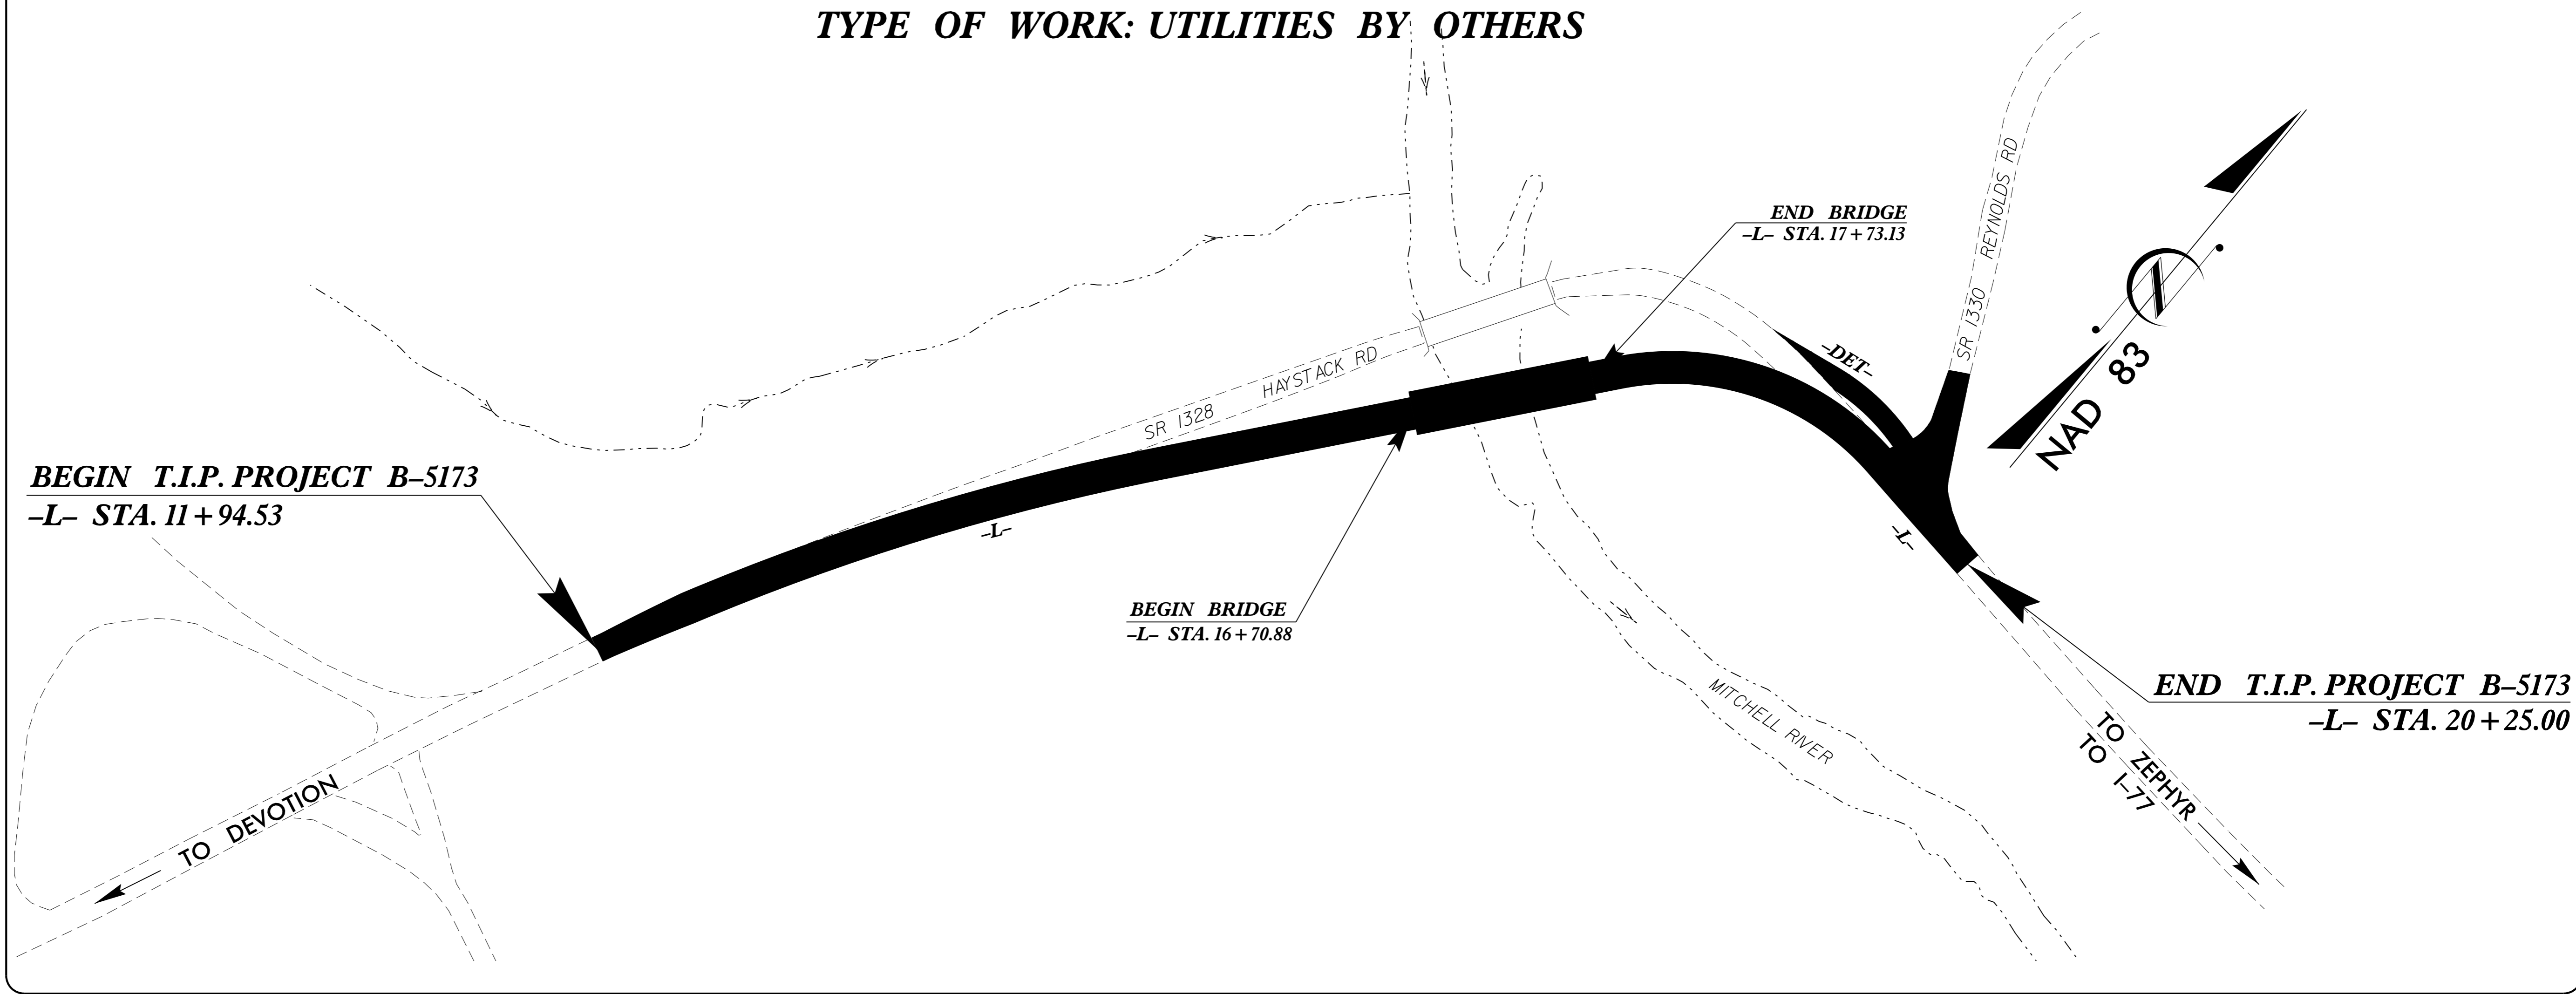 TYPE OF WORK: UTILITIES BY OTHERS
END BRIDGE
–L– STA. 17+73.13
SR 1330 REYNOLDS RD
NAD 83
–DET–
SR 1328 HAYSTACK RD
BEGIN T.I.P. PROJECT B–5173
–L– STA. 11+94.53
–L–
–L–
BEGIN BRIDGE
–L– STA. 16+70.88
MITCHELL RIVER
END T.I.P. PROJECT B–5173
–L– STA. 20+25.00
TO ZEPHYR
TO I–77
TO DEVOTION